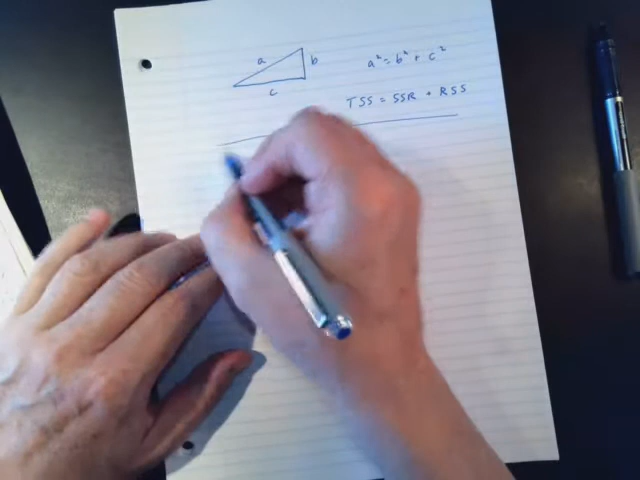 a
b
c
a² = b² + c²
TSS = SSR + RSS